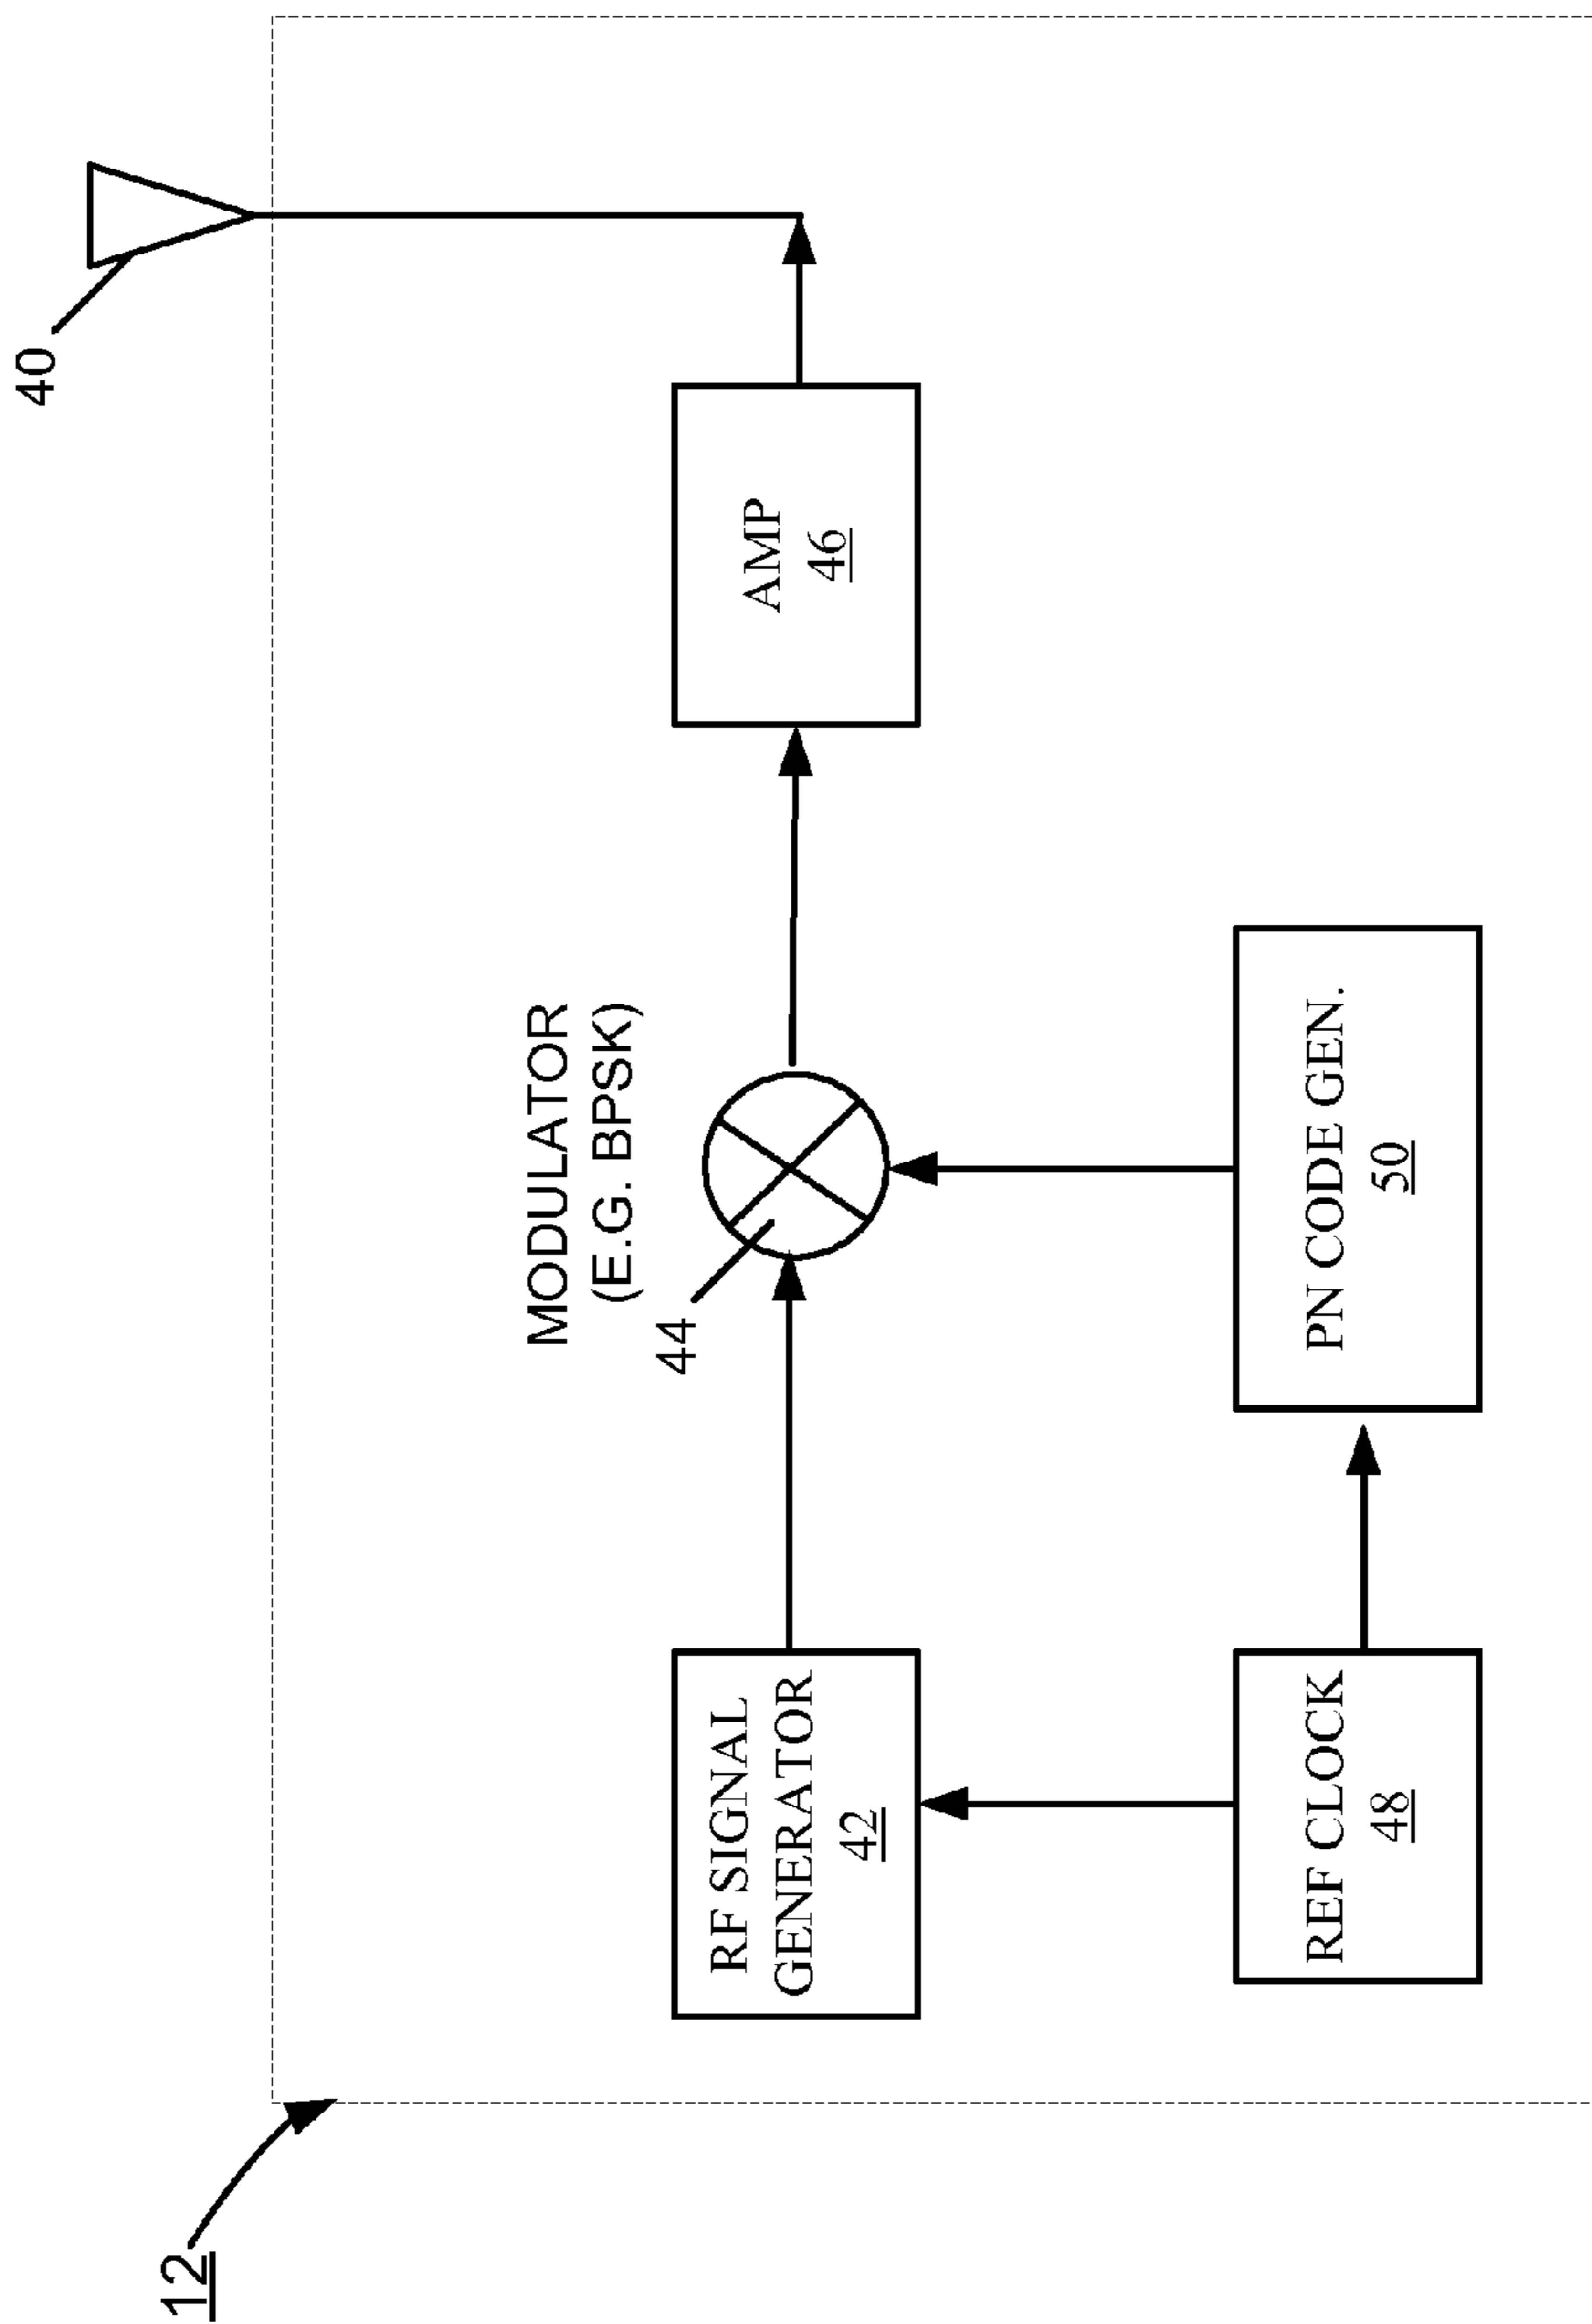 40
12
MODULATOR
(E.G. BPSK)
44
RF SIGNAL
GENERATOR
42
AMP
46
REF CLOCK
48
PN CODE GEN.
50